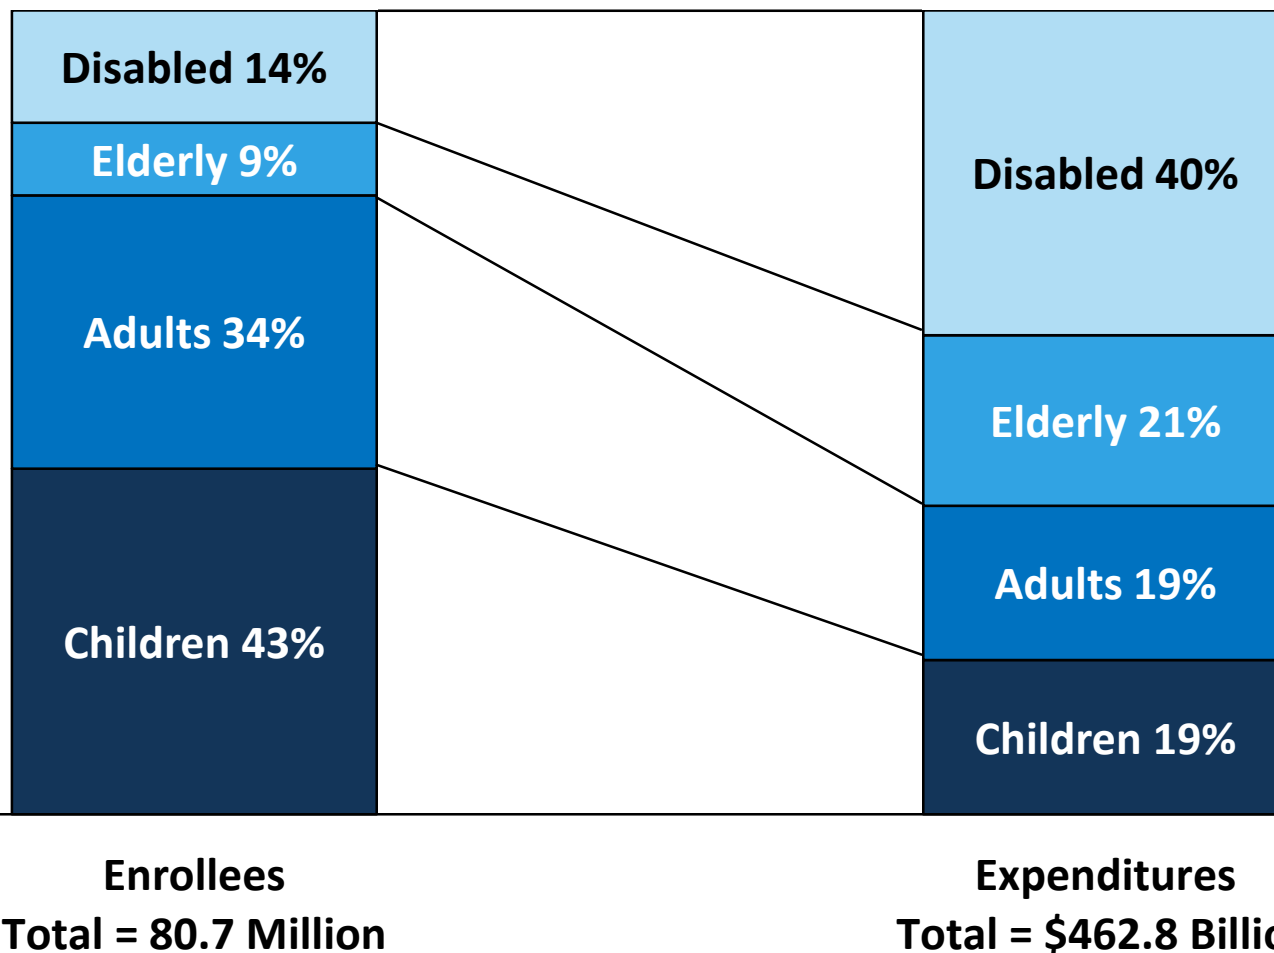 Disabled 14%
Elderly 9%
Adults 34%
Children 43%
Enrollees
Total = 80.7 Million
Disabled 40%
Elderly 21%
Adults 19%
Children 19%
Expenditures
Total = $462.8 Billio